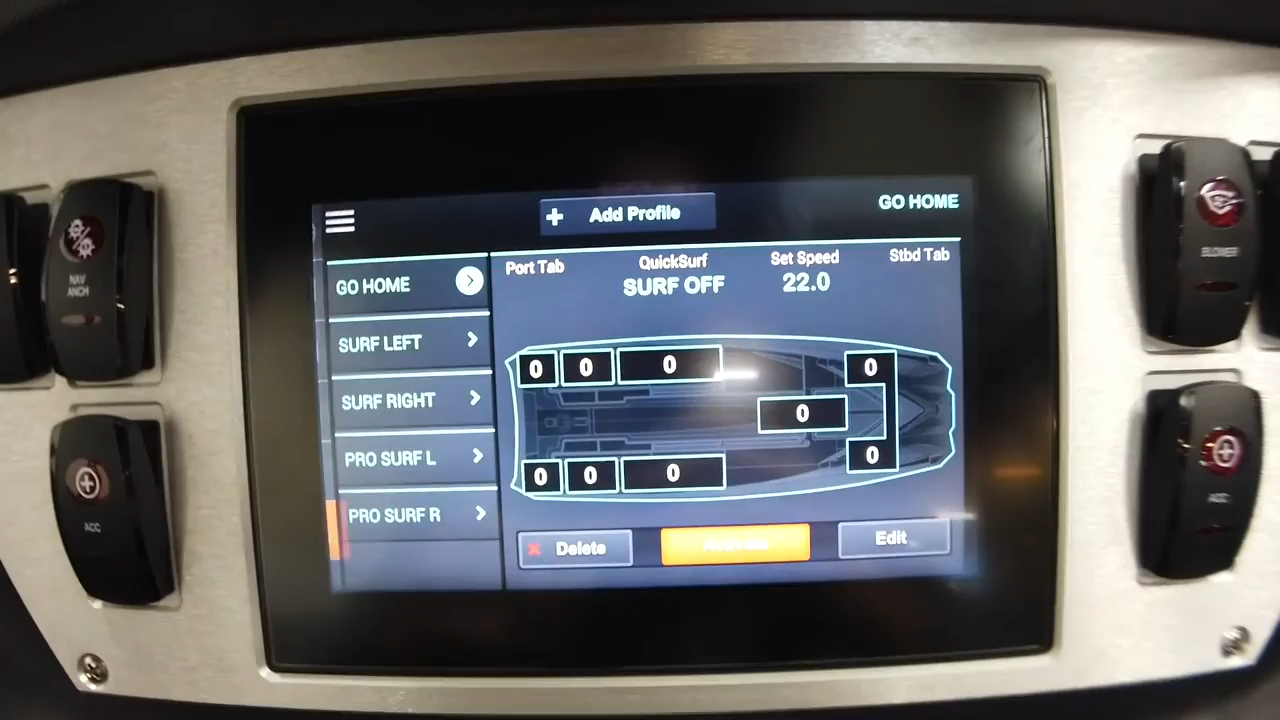 + Add Profile
GO HOME
GO HOME
SURF LEFT
SURF RIGHT
PRO SURF L
PRO SURF R
Port Tab
QuickSurf
SURF OFF
Set Speed
22.0
Stbd Tab
0 0 0 0
0
0 0 0 0
Delete
Edit
NAV
ANCH
ACC
BLOWER
ACC